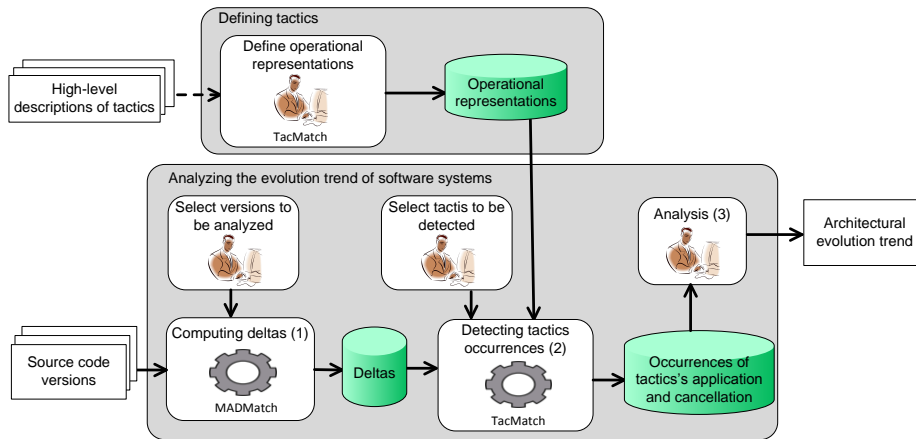 Defining tactics
Define operational
representations
TacMatch
High-level
descriptions of tactics
Operational
representations
Analyzing the evolution trend of software systems
Select versions to
be analyzed
Select tactis to be
detected
Analysis (3)
Architectural
evolution trend
Source code
versions
Computing deltas (1)
MADMatch
Deltas
Detecting tactics
occurrences (2)
TacMatch
Occurrences of
tactics's application
and cancellation